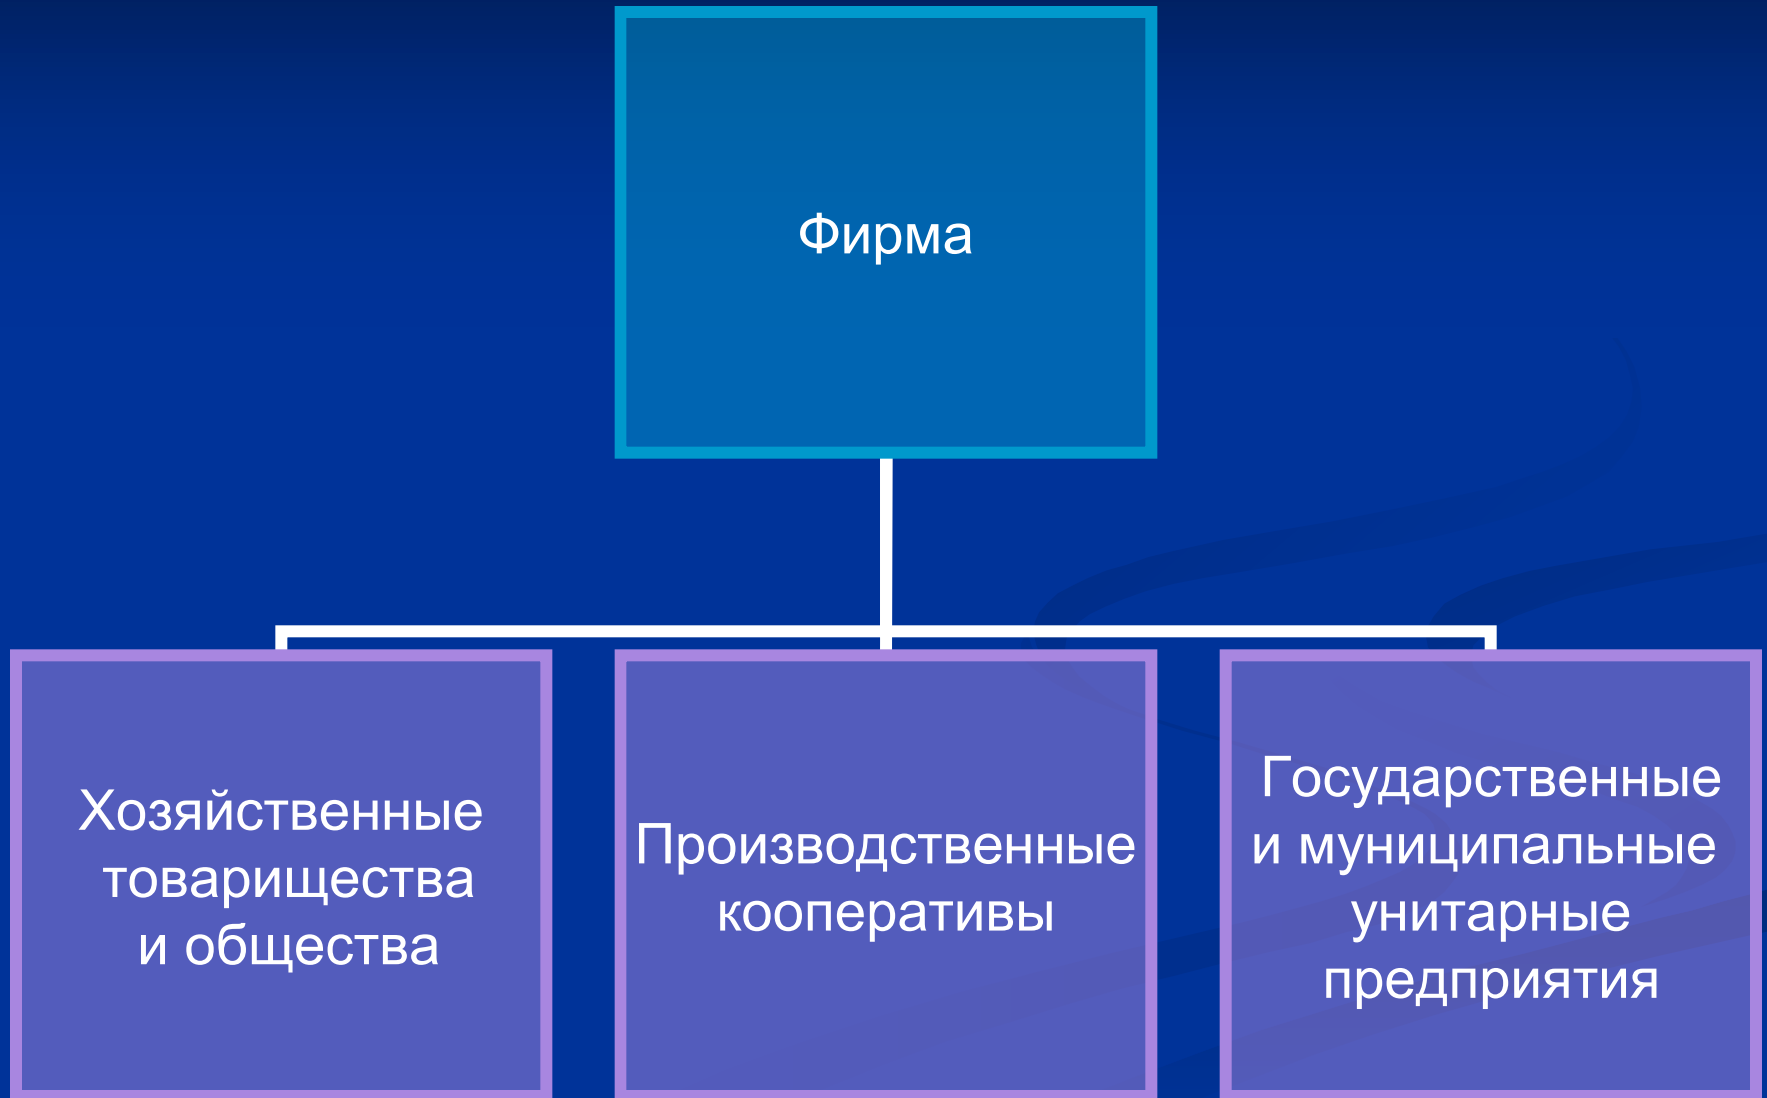 Фирма
Хозяйственные
товарищества
и общества
Производственные
кооперативы
Государственные
и муниципальные
унитарные
предприятия